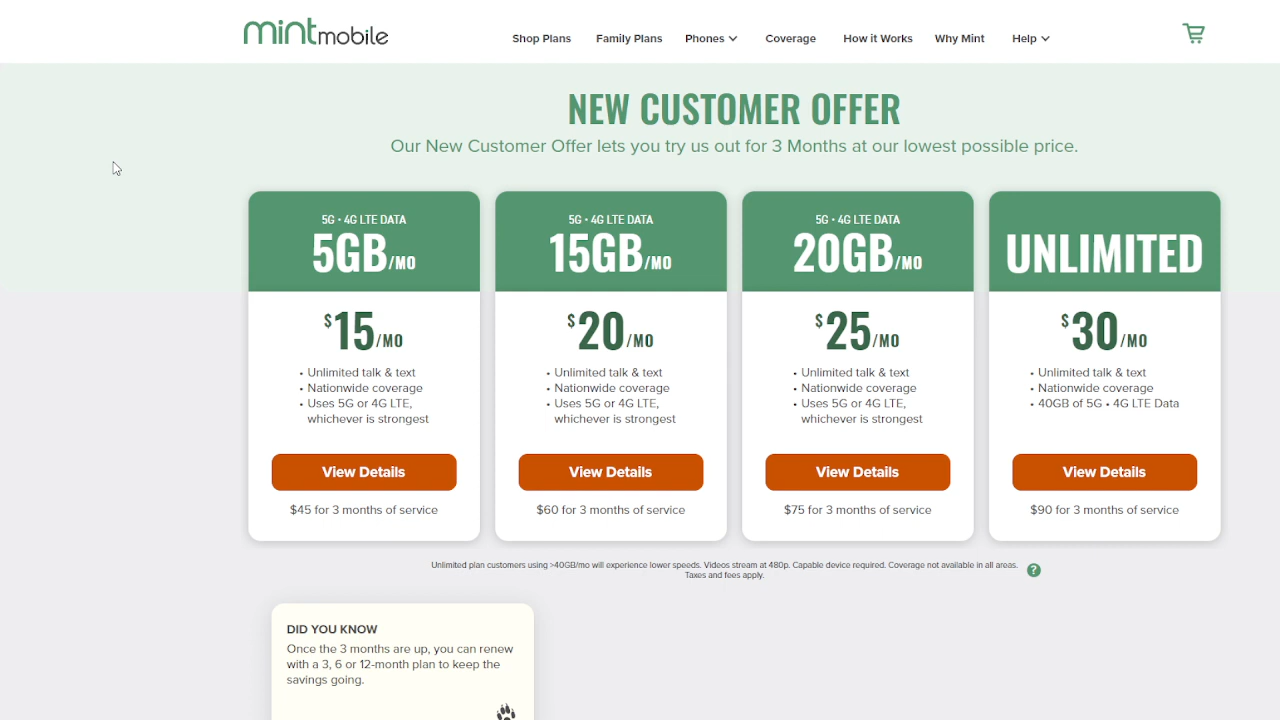 mintmobile
Shop Plans Family Plans Phones Coverage How it Works Why Mint Help
NEW CUSTOMER OFFER
Our New Customer Offer lets you try us out for 3 Months at our lowest possible price.
5G • 4G LTE DATA
5GB/MO
$15/MO
• Unlimited talk & text
• Nationwide coverage
• Uses 5G or 4G LTE,
whichever is strongest
View Details
$45 for 3 months of service
5G • 4G LTE DATA
15GB/MO
$20/MO
• Unlimited talk & text
• Nationwide coverage
• Uses 5G or 4G LTE,
whichever is strongest
View Details
$60 for 3 months of service
5G • 4G LTE DATA
20GB/MO
$25/MO
• Unlimited talk & text
• Nationwide coverage
• Uses 5G or 4G LTE,
whichever is strongest
View Details
$75 for 3 months of service
UNLIMITED
$30/MO
• Unlimited talk & text
• Nationwide coverage
• 40GB of 5G • 4G LTE Data
View Details
$90 for 3 months of service
Unlimited plan customers using >40GB/mo will experience lower speeds. Videos stream at 480p. Capable device required. Coverage not available in all areas.
Taxes and fees apply.
?
DID YOU KNOW
Once the 3 months are up, you can renew
with a 3, 6 or 12-month plan to keep the
savings going.